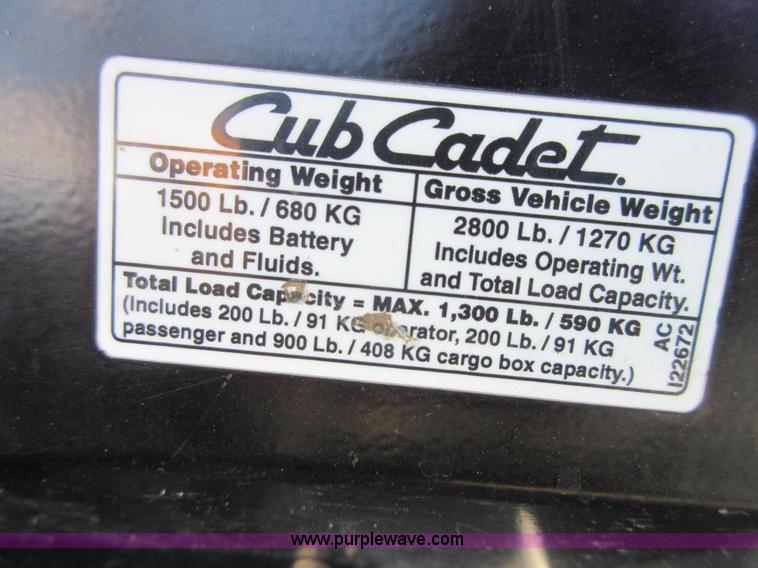 Cub Cadet.
Operating Weight
1500 Lb. / 680 KG
Includes Battery
and Fluids.
Gross Vehicle Weight
2800 Lb. / 1270 KG
Includes Operating Wt.
and Total Load Capacity.
Total Load Capacity = MAX. 1,300 Lb. / 590 KG
(Includes 200 Lb. / 91 KG operator, 200 Lb. / 91 KG
passenger and 900 Lb. / 408 KG cargo box capacity.)
AC
I22672
www.purplewave.com